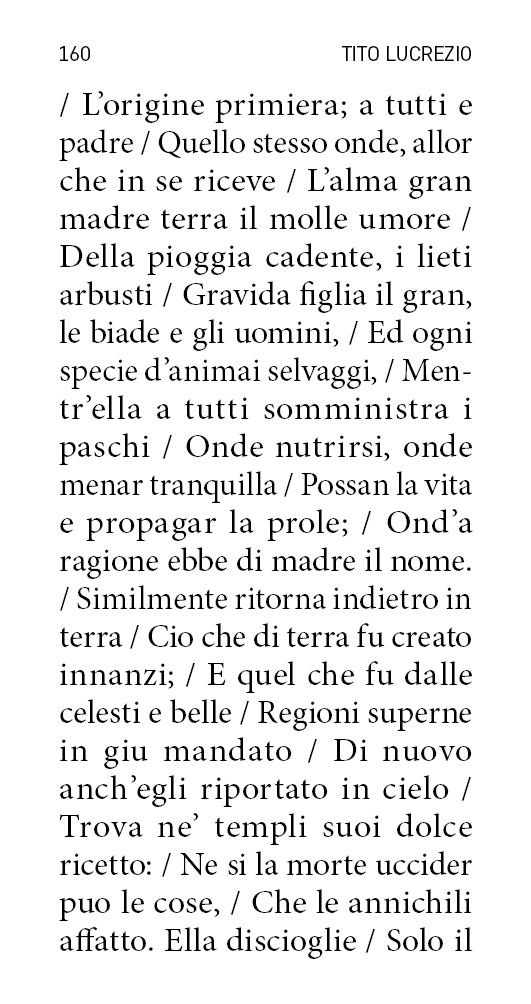 160 TITO LUCREZIO
/ L’origine primiera; a tutti e
padre / Quello stesso onde, allor
che in se riceve / L’alma gran
madre terra il molle umore /
Della pioggia cadente, i lieti
arbusti / Gravida figlia il gran,
le biade e gli uomini, / Ed ogni
specie d’animai selvaggi, / Men-
tr’ella a tutti somministra i
paschi / Onde nutrirsi, onde
menar tranquilla / Possan la vita
e propagar la prole; / Ond’a
ragione ebbe di madre il nome.
/ Similmente ritorna indietro in
terra / Cio che di terra fu creato
innanzi; / E quel che fu dalle
celesti e belle / Regioni superne
in giu mandato / Di nuovo
anch’egli riportato in cielo /
Trova ne’ templi suoi dolce
ricetto: / Ne si la morte uccider
puo le cose, / Che le annichili
affatto. Ella discioglie / Solo il